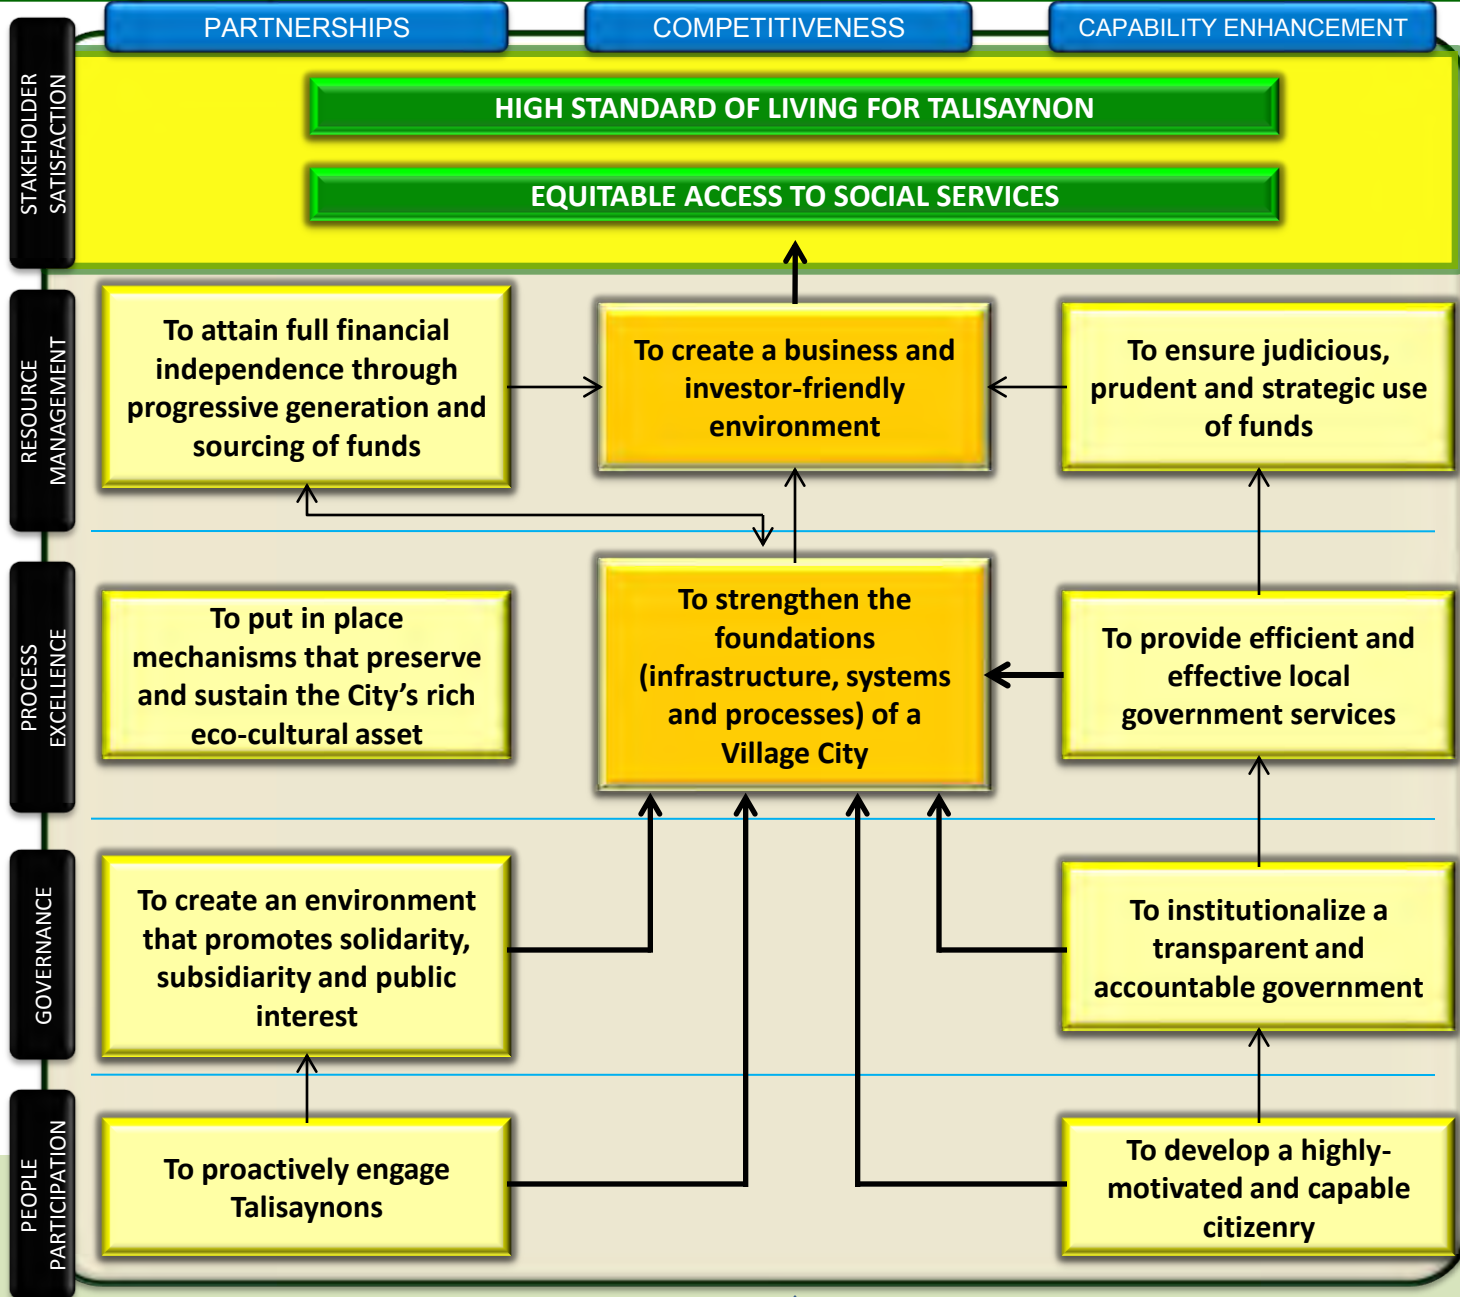 PARTNERSHIPS
COMPETITIVENESS
CAPABILITY ENHANCEMENT
STAKEHOLDER
SATISFACTION
HIGH STANDARD OF LIVING FOR TALISAYNON
EQUITABLE ACCESS TO SOCIAL SERVICES
RESOURCE
MANAGEMENT
To attain full financial
independence through
progressive generation and
sourcing of funds
To create a business and
investor-friendly
environment
To ensure judicious,
prudent and strategic use
of funds
PROCESS
EXCELLENCE
To put in place
mechanisms that preserve
and sustain the City’s rich
eco-cultural asset
To strengthen the
foundations
(infrastructure, systems
and processes) of a
Village City
To provide efficient and
effective local
government services
GOVERNANCE
To create an environment
that promotes solidarity,
subsidiarity and public
interest
To institutionalize a
transparent and
accountable government
PEOPLE
PARTICIPATION
To proactively engage
Talisaynons
To develop a highly-
motivated and capable
citizenry